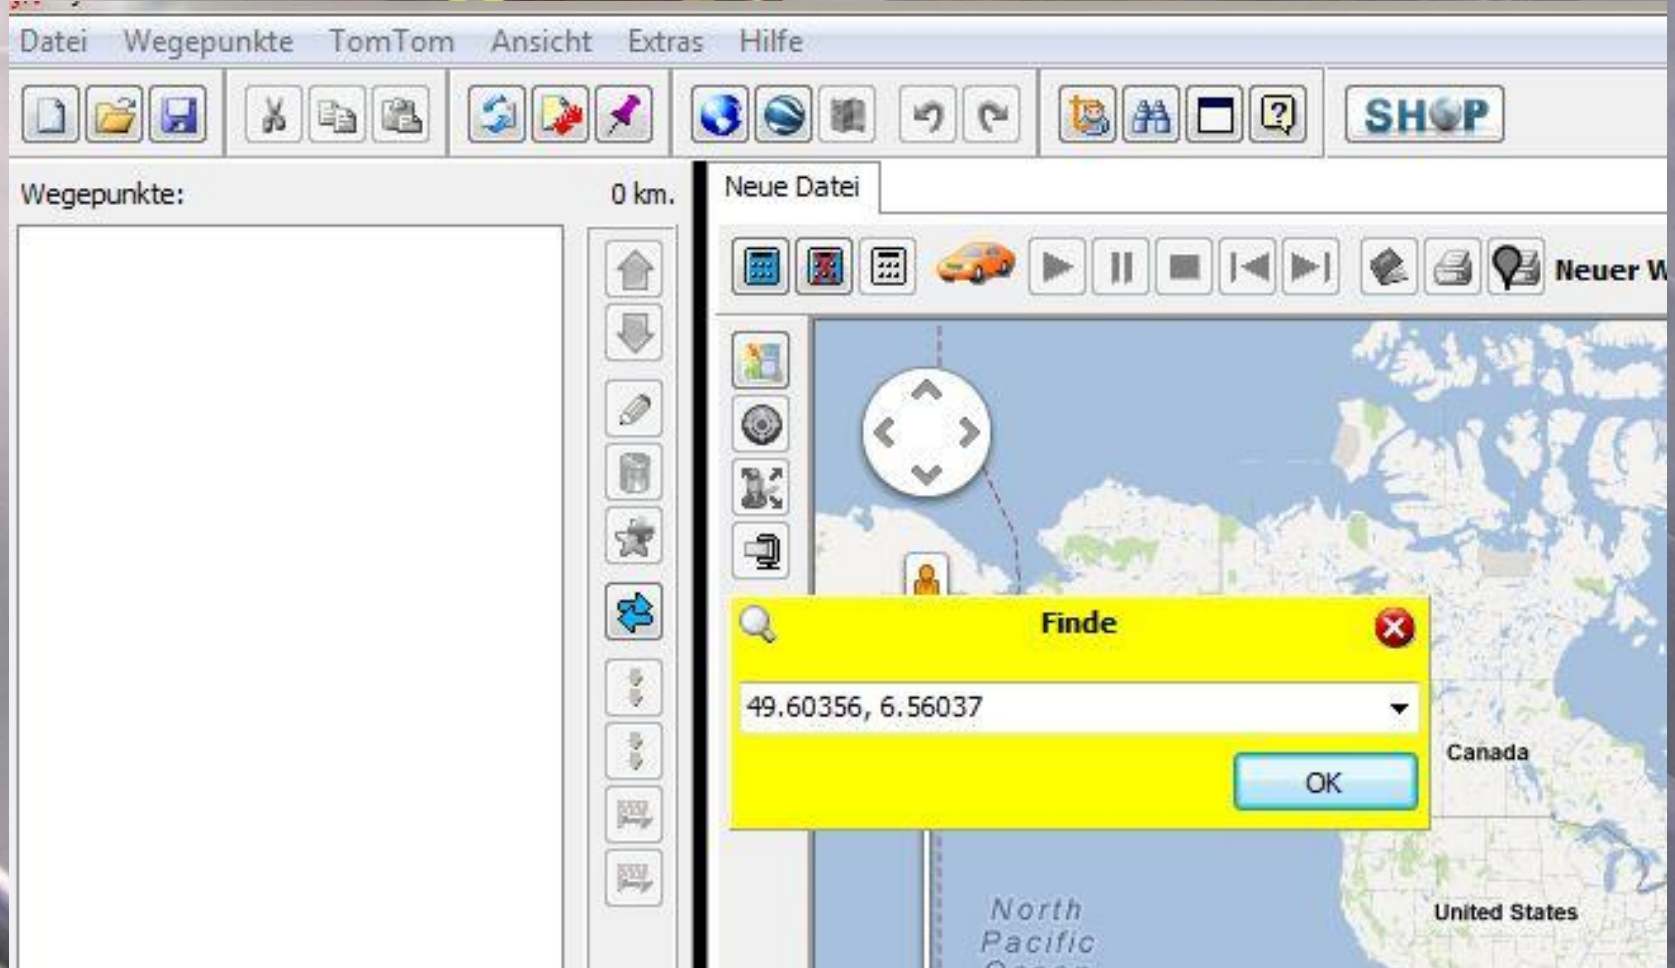 Datei Wegepunkte TomTom Ansicht Extras Hilfe
SHOP
Wegepunkte: 0 km.
Neue Datei
Neuer W
Finde
49.60356, 6.56037
OK
Canada
United States
North
Pacific